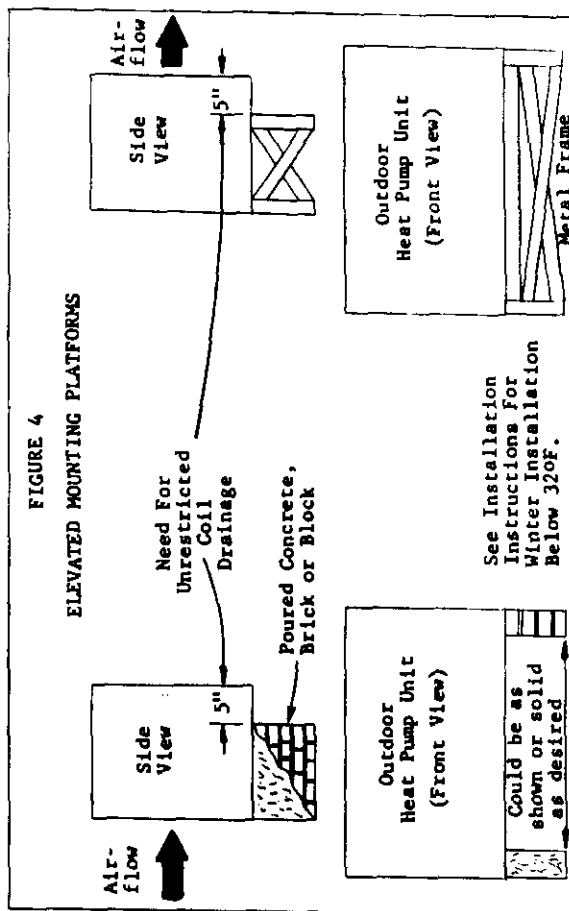 FIGURE 4
ELEVATED MOUNTING PLATFORMS
Air-
flow
Side
View
5"
Need For
Unrestricted
Coil
Drainage
Poured Concrete,
Brick or Block
Side
View
5"
Air-
flow
Outdoor
Heat Pump Unit
(Front View)
Could be as
shown or solid
as desired
See Installation
Instructions For
Winter Installation
Below 32ºF.
Outdoor
Heat Pump Unit
(Front View)
Metal Frame